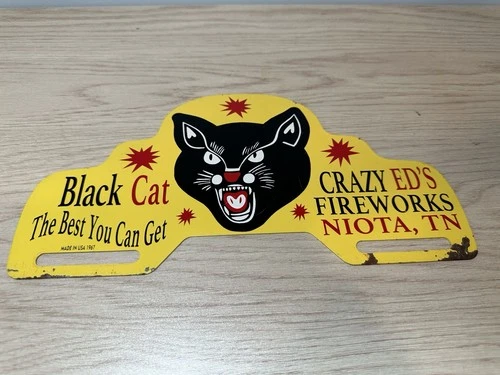 Black Cat
The Best You Can Get
MADE IN USA 1967
CRAZY ED'S
FIREWORKS
NIOTA, TN